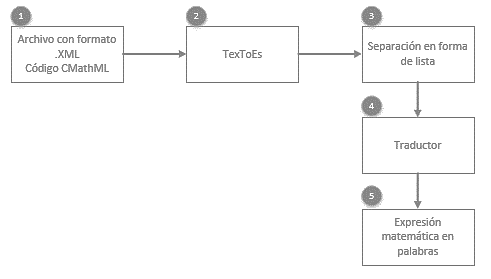 1
Archivo con formato
.XML
Código CMathML
2
TexToEs
3
Separación en forma
de lista
4
Traductor
5
Expresión
matemática en
palabras